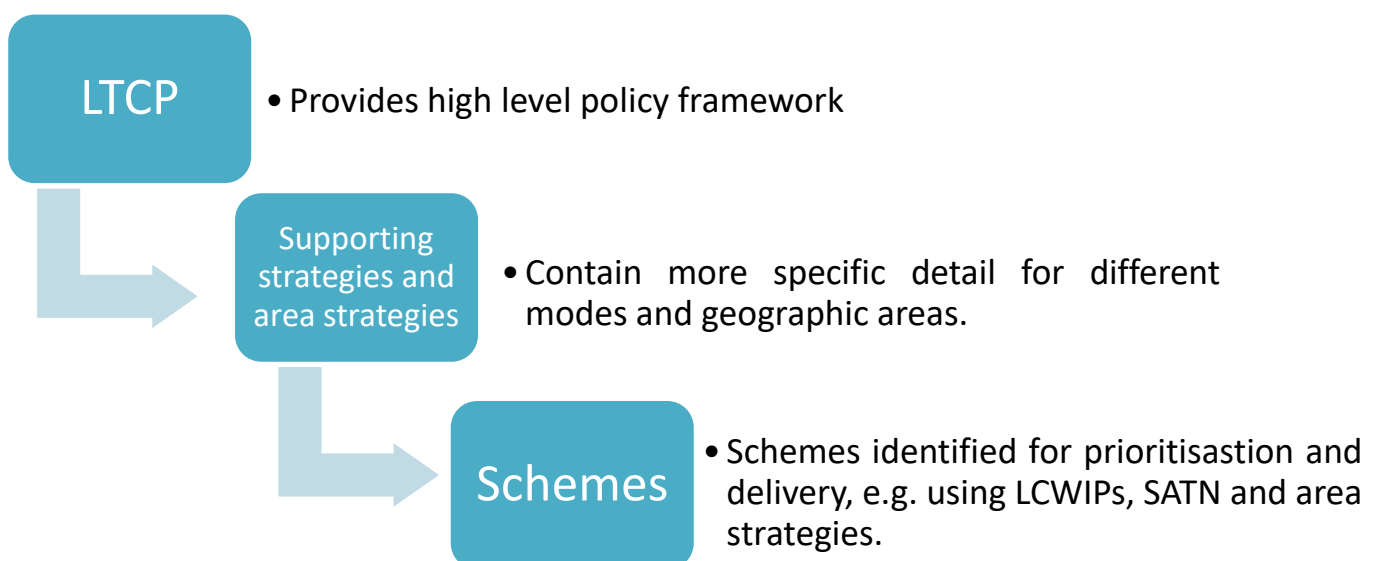 LTCP
• Provides high level policy framework
Supporting
strategies and
area strategies
• Contain more specific detail for different
modes and geographic areas.
Schemes
• Schemes identified for prioritisastion and
delivery, e.g. using LCWIPs, SATN and area
strategies.